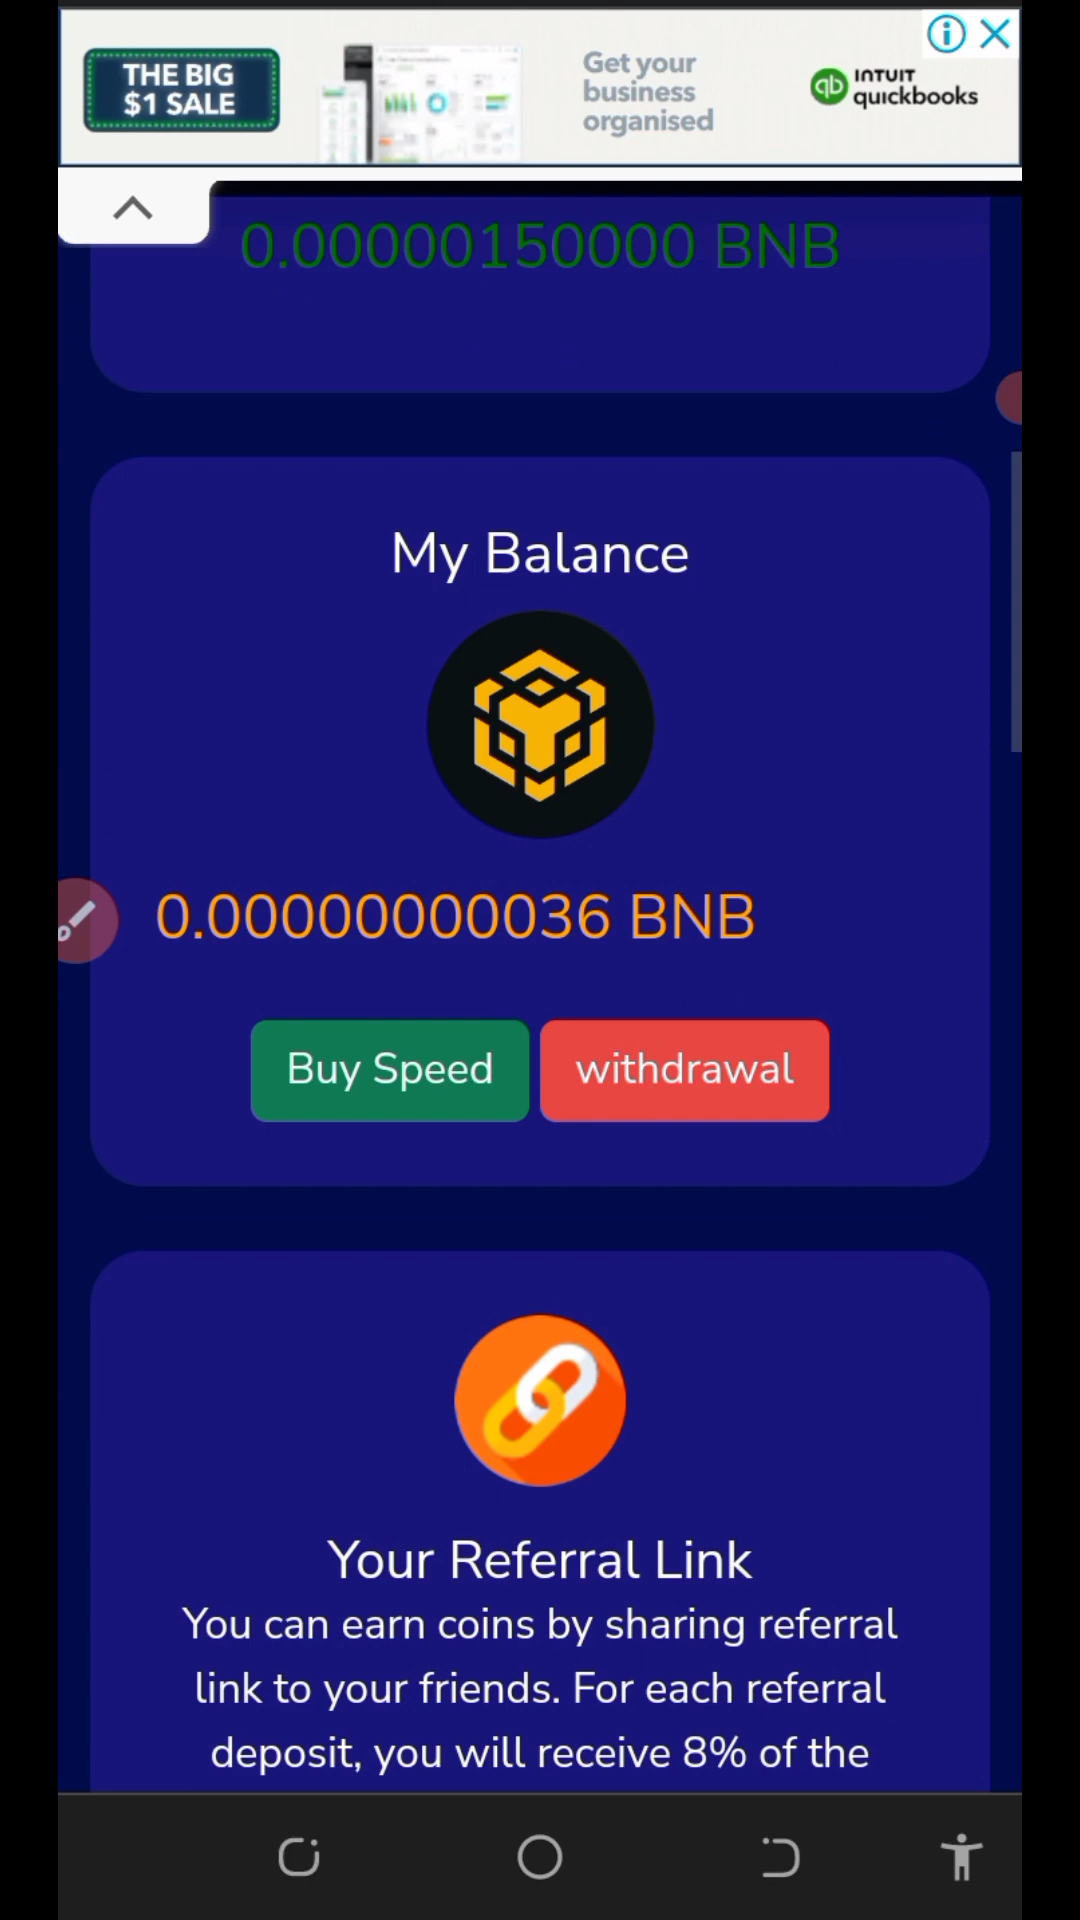 THE BIG
$1 SALE
Get your
business
organised
qb
INTUIT
quickbooks
0.00000150000 BNB
My Balance
0.00000000036 BNB
Buy Speed
withdrawal
Your Referral Link
You can earn coins by sharing referral
link to your friends. For each referral
deposit, you will receive 8% of the